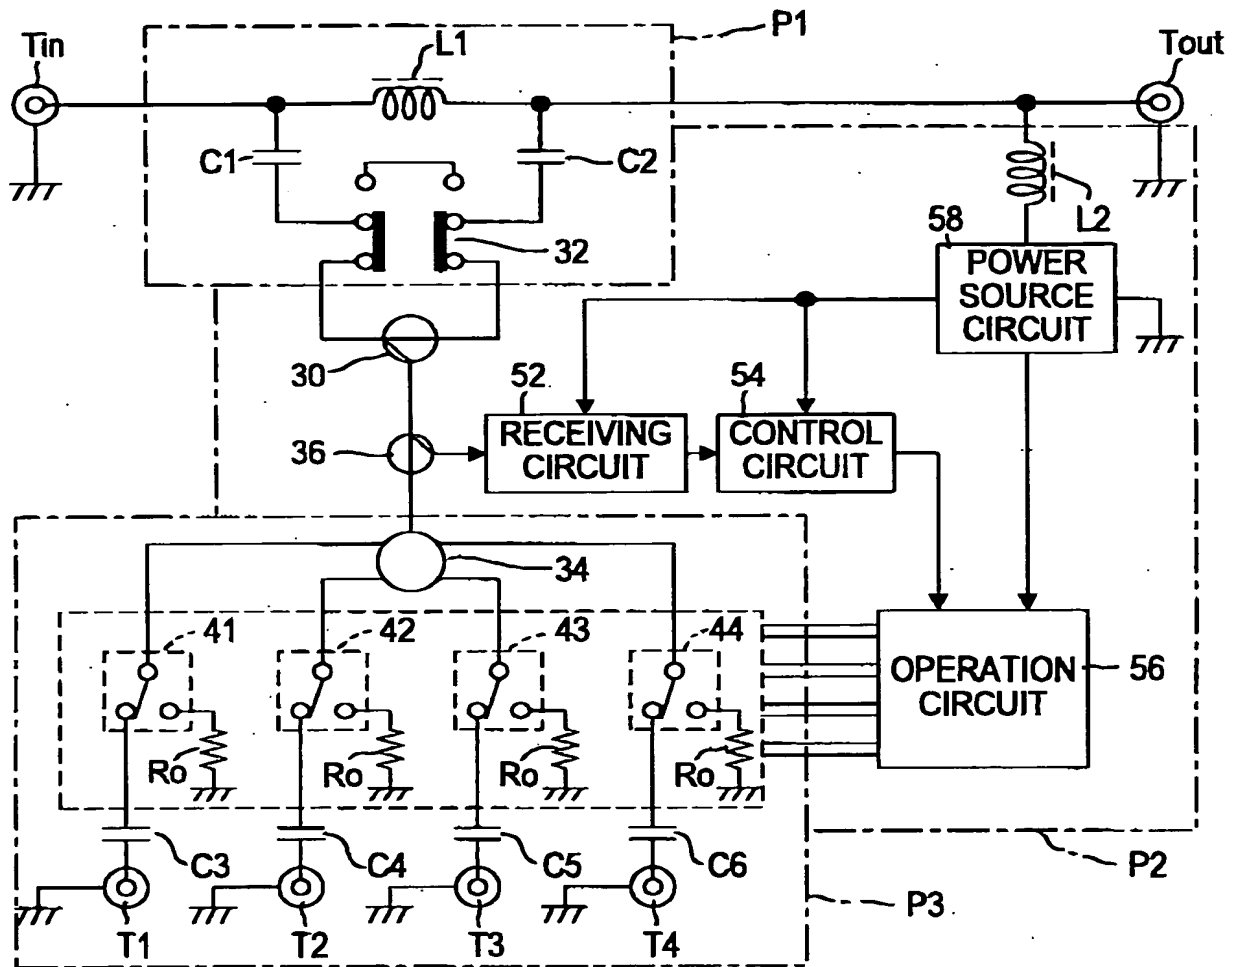 P1
Tin
L1
Tout
C1
C2
L2
32
58
POWER
SOURCE
CIRCUIT
30
52
54
36
RECEIVING
CIRCUIT
CONTROL
CIRCUIT
34
41
42
43
44
OPERATION
CIRCUIT
56
Ro
Ro
Ro
Ro
C3
C4
C5
C6
P2
P3
T1
T2
T3
T4